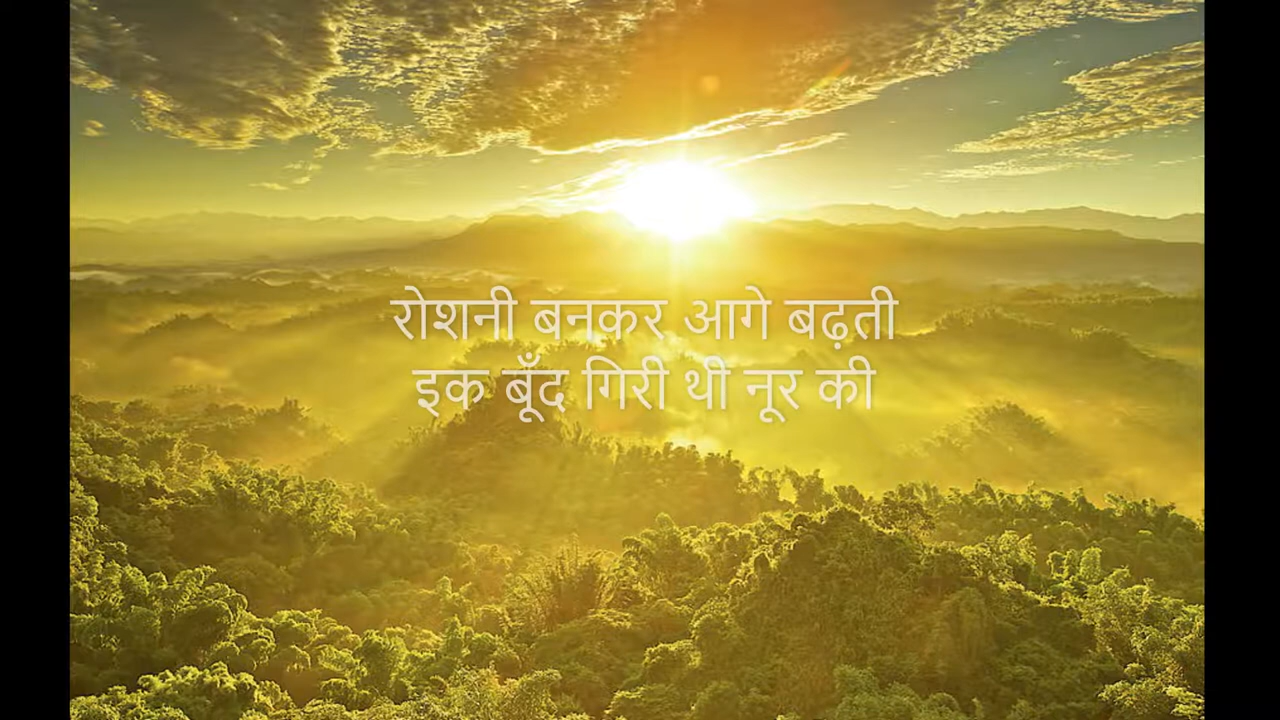 रोशनी बनकर आगे बढ़ती
इक बूँद गिरी थी नूर की